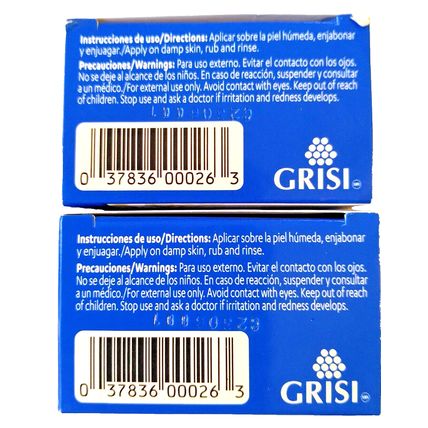 Instrucciones de uso/Directions: Aplicar sobre la piel húmeda, enjabonar
y enjuagar./Apply on damp skin, rub and rinse.
Precauciones/Warnings: Para uso externo. Evitar el contacto con los ojos.
No se deje al alcance de los niños. En caso de reacción, suspender y consultar
a un médico./For external use only. Avoid contact with eyes. Keep out of reach
of children. Stop use and ask a doctor if irritation and redness develops.
0 37836 00026 3
GRISI
Instrucciones de uso/Directions: Aplicar sobre la piel húmeda, enjabonar
y enjuagar./Apply on damp skin, rub and rinse.
Precauciones/Warnings: Para uso externo. Evitar el contacto con los ojos.
No se deje al alcance de los niños. En caso de reacción, suspender y consultar
a un médico./For external use only. Avoid contact with eyes. Keep out of reach
of children. Stop use and ask a doctor if irritation and redness develops.
0 37836 00026 3
GRISI